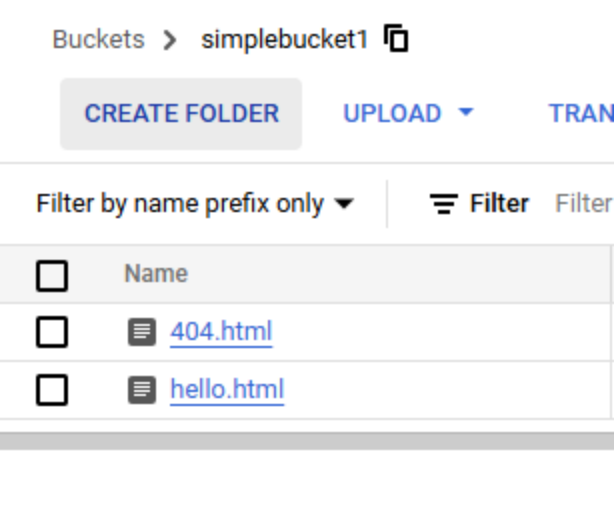 Buckets > simplebucket1
CREATE FOLDER UPLOAD TRAN
Filter by name prefix only Filter Filter
Name
404.html
hello.html